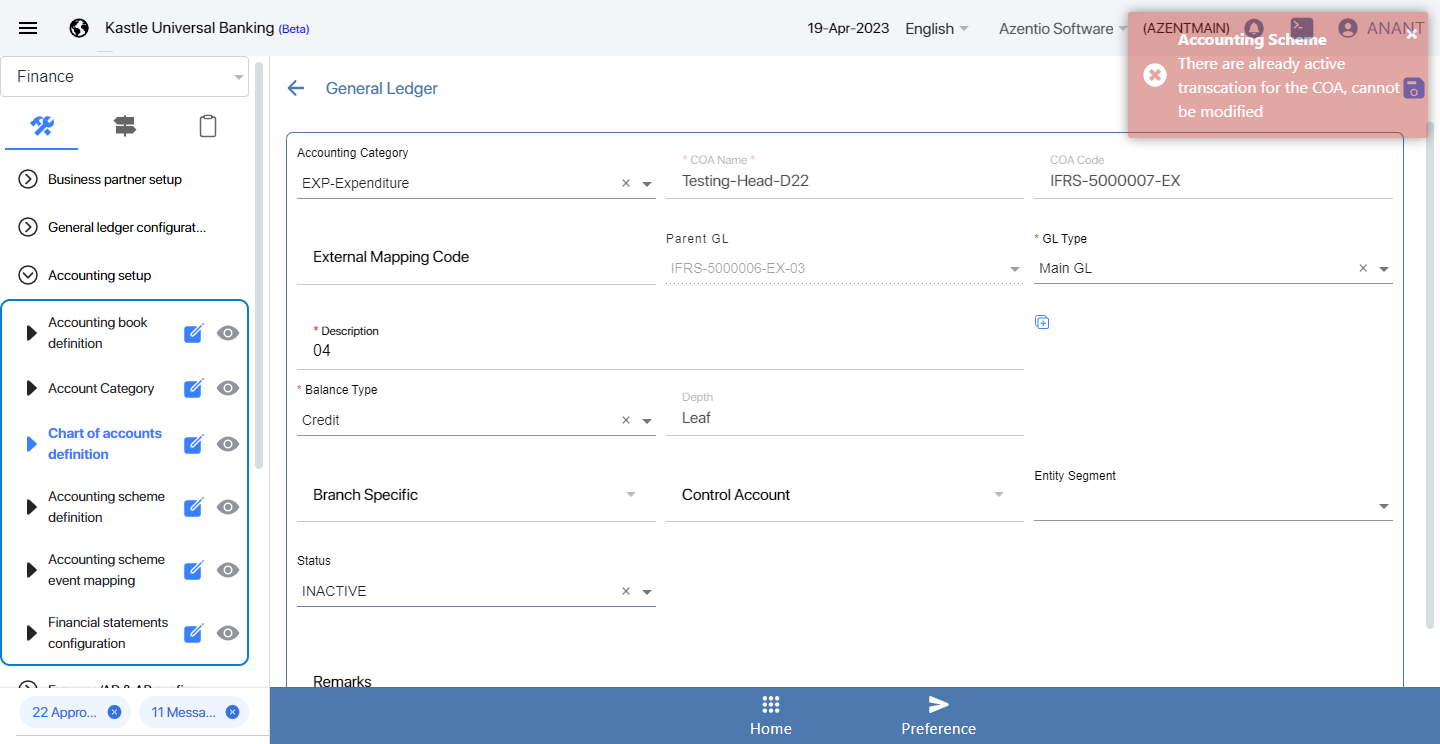 Kastle Universal Banking (Beta)
19-Apr-2023
English
Azentio Software
(AZENTMAIN)
ANANT
Accounting Scheme
There are already active
transcation for the COA, cannot
be modified
Finance
Business partner setup
General ledger configurat...
Accounting setup
Accounting book
definition
Account Category
Chart of accounts
definition
Accounting scheme
definition
Accounting scheme
event mapping
Financial statements
configuration
22 Appro...
11 Messa...
General Ledger
Accounting Category
EXP-Expenditure
* COA Name *
Testing-Head-D22
COA Code
IFRS-5000007-EX
External Mapping Code
Parent GL
IFRS-5000006-EX-03
* GL Type
Main GL
* Description
04
* Balance Type
Credit
Depth
Leaf
Branch Specific
Control Account
Entity Segment
Status
INACTIVE
Remarks
Home
Preference